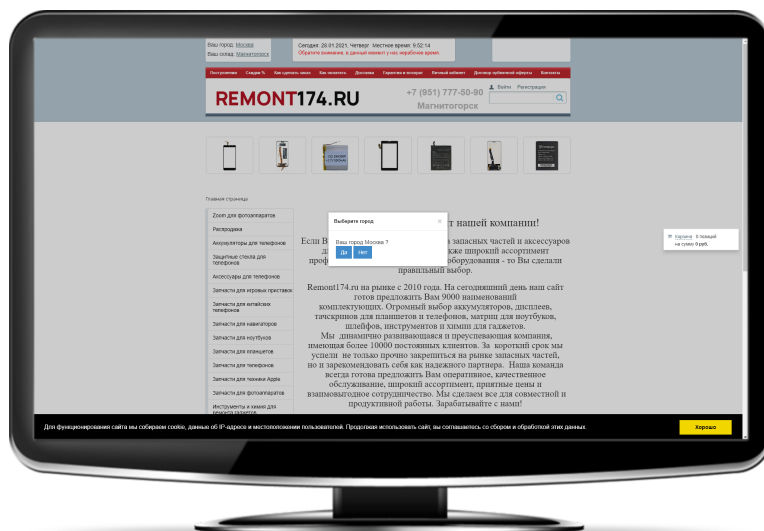 Ваш город: Москва
Ваш склад: Магнитогорск
Сегодня: 28.01.2021, Четверг Местное время: 9:52:14
Обратите внимание, в данный момент у нас нерабочее время.
Поступления Скидки % Как сделать заказ Как оплатить Доставка Гарантия и возврат Личный кабинет Договор публичной оферты Контакты
REMONT174.RU
+7 (951) 777-50-90
Магнитогорск
Войти Регистрация
Главная страница
Zoom для фотоаппаратов
Распродажа
Аккумуляторы для телефонов
Защитные стекла для
телефонов
Аксессуары для телефонов
Запчасти для игровых приставок
Запчасти для китайских
телефонов
Запчасти для навигаторов
Запчасти для ноутбуков
Запчасти для планшетов
Запчасти для телефонов
Запчасти для техники Apple
Запчасти для фотоаппаратов
Инструменты и химия для
ремонта гаджетов
Выберите город ×
Ваш город Москва ?
Да Нет
т нашей компании!
Если В запасных частей и аксессуаров
д кже широкий ассортимент
проф оборудования - то Вы сделали
правильный выбор.
Remont174.ru на рынке с 2010 года. На сегодняшний день наш сайт
готов предложить Вам 9000 наименований
комплектующих. Огромный выбор аккумуляторов, дисплеев,
тачскринов для планшетов и телефонов, матриц для ноутбуков,
шлейфов, инструментов и химии для гаджетов.
Мы динамично развивающаяся и преуспевающая компания,
имеющая более 10000 постоянных клиентов. За короткий срок мы
успели не только прочно закрепиться на рынке запасных частей,
но и зарекомендовать себя как надежного партнера. Наша команда
всегда готова предложить Вам оперативное, качественное
обслуживание, широкий ассортимент, приятные цены и
взаимовыгодное сотрудничество. Мы сделаем все для совместной и
продуктивной работы. Зарабатывайте с нами!
Корзина 0 позиций
на сумму 0 руб.
Для функционирования сайта мы собираем cookie, данные об IP-адресе и местоположении пользователей. Продолжая использовать сайт, вы соглашаетесь со сбором и обработкой этих данных.
Хорошо